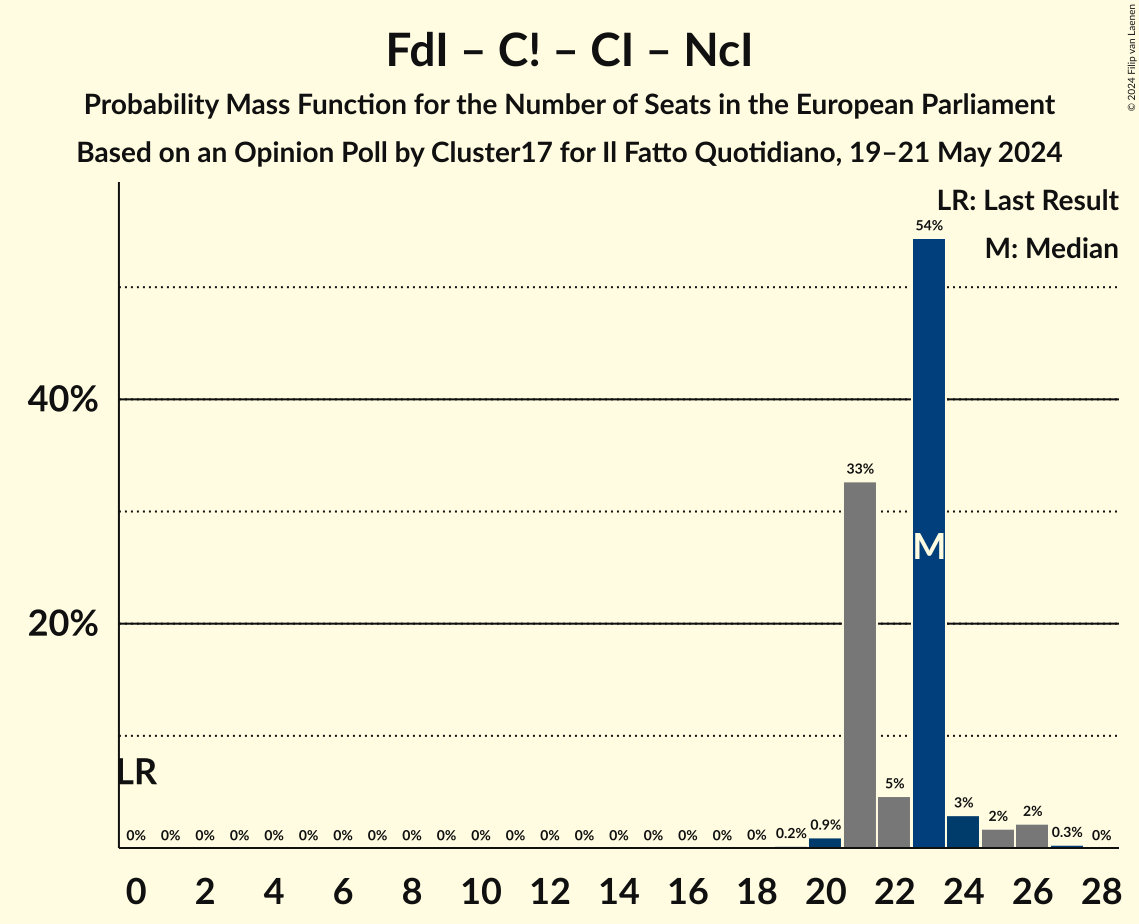 FdI – C! – CI – NcI
Probability Mass Function for the Number of Seats in the European Parliament
Based on an Opinion Poll by Cluster17 for Il Fatto Quotidiano, 19–21 May 2024
© 2024 Filip van Laenen
LR: Last Result
M: Median
54%
40%
33%
M
20%
LR
0% 0% 0% 0% 0% 0% 0% 0% 0% 0% 0% 0% 0% 0% 0% 0% 0% 0% 0% 0.2% 0.9% 5% 3% 2% 2% 0.3% 0%
0 2 4 6 8 10 12 14 16 18 20 22 24 26 28